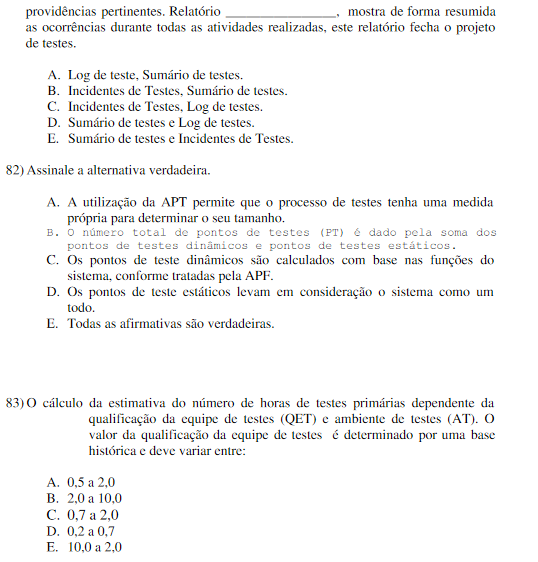 providências pertinentes. Relatório ________________, mostra de forma resumida
as ocorrências durante todas as atividades realizadas, este relatório fecha o projeto
de testes.
A. Log de teste, Sumário de testes.
B. Incidentes de Testes, Sumário de testes.
C. Incidentes de Testes, Log de testes.
D. Sumário de testes e Log de testes.
E. Sumário de testes e Incidentes de Testes.
82) Assinale a alternativa verdadeira.
A. A utilização da APT permite que o processo de testes tenha uma medida
própria para determinar o seu tamanho.
B. O número total de pontos de testes (PT) é dado pela soma dos
pontos de testes dinâmicos e pontos de testes estáticos.
C. Os pontos de teste dinâmicos são calculados com base nas funções do
sistema, conforme tratadas pela APF.
D. Os pontos de teste estáticos levam em consideração o sistema como um
todo.
E. Todas as afirmativas são verdadeiras.
83) O cálculo da estimativa do número de horas de testes primárias dependente da
qualificação da equipe de testes (QET) e ambiente de testes (AT). O
valor da qualificação da equipe de testes é determinado por uma base
histórica e deve variar entre:
A. 0,5 a 2,0
B. 2,0 a 10,0
C. 0,7 a 2,0
D. 0,2 a 0,7
E. 10,0 a 2,0